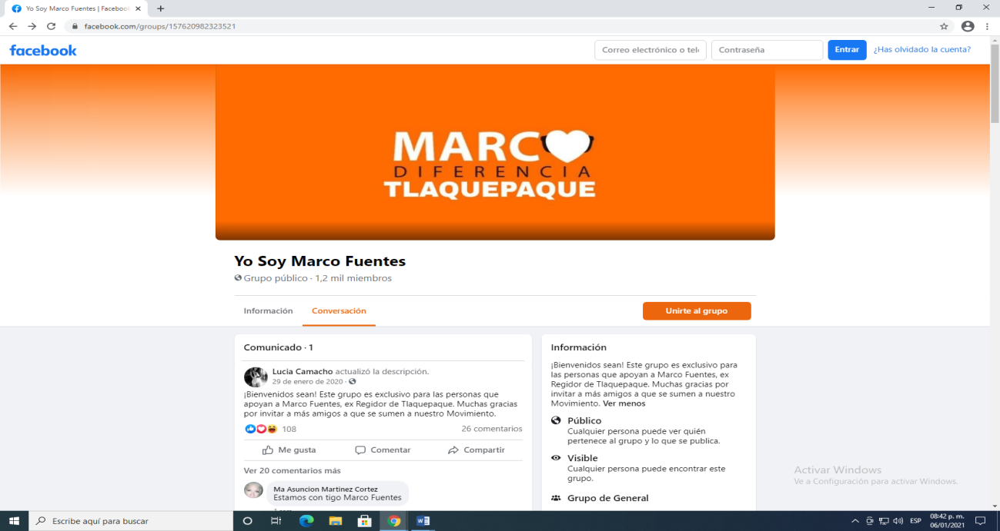 Yo Soy Marco Fuentes | Facebook
facebook.com/groups/157620982323521
facebook
Correo electrónico o telé
Contraseña
Entrar
¿Has olvidado la cuenta?
MARC
DIFERENCIA
TLAQUEPAQUE
Yo Soy Marco Fuentes
Grupo público · 1,2 mil miembros
Información
Conversación
Unirte al grupo
Comunicado · 1
Lucia Camacho actualizó la descripción.
29 de enero de 2020 ·
¡Bienvenidos sean! Este grupo es exclusivo para las personas que
apoyan a Marco Fuentes, ex Regidor de Tlaquepaque. Muchas gracias
por invitar a más amigos a que se sumen a nuestro Movimiento.
108
26 comentarios
Me gusta
Comentar
Compartir
Ver 20 comentarios más
Ma Asuncion Martinez Cortez
Estamos con tigo Marco Fuentes
Información
¡Bienvenidos sean! Este grupo es exclusivo para
las personas que apoyan a Marco Fuentes, ex
Regidor de Tlaquepaque. Muchas gracias por
invitar a más amigos a que se sumen a nuestro
Movimiento. Ver menos
Público
Cualquier persona puede ver quién
pertenece al grupo y lo que se publica.
Visible
Cualquier persona puede encontrar este
grupo.
Grupo de General
Activar Windows
Ve a Configuración para activar Windows.
Escribe aquí para buscar
ESP
08:42 p. m.
06/01/2021